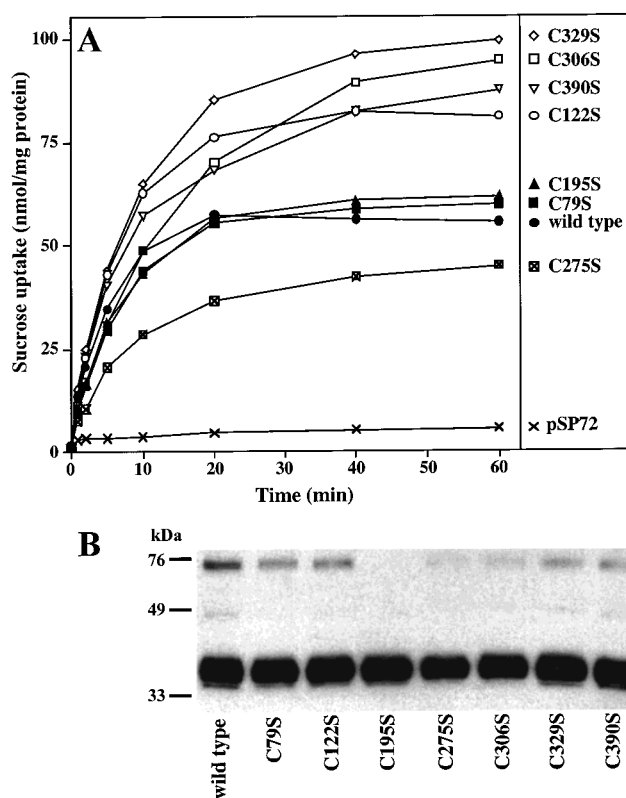 A
Sucrose uptake (nmol/mg protein)
100
75
50
25
0
0 10 20 30 40 50 60
Time (min)
C329S
C306S
C390S
C122S
C195S
C79S
wild type
C275S
pSP72
B
kDa
76
49
33
wild type
C79S
C122S
C195S
C275S
C306S
C329S
C390S